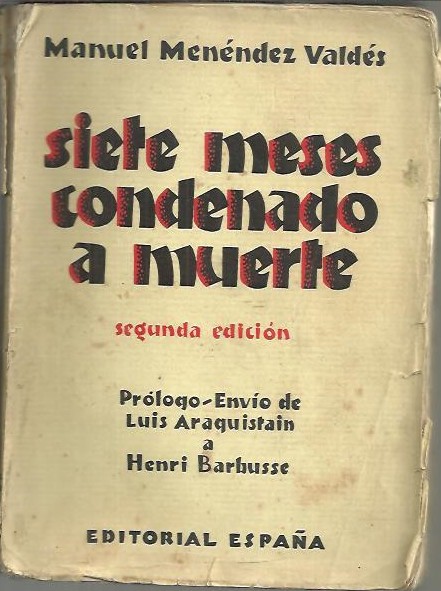 Manuel Menéndez Valdés
siete meses
condenado
a muerte
segunda edición
Prólogo-Envío de
Luis Araquistain
a
Henri Barbusse
EDITORIAL ESPAÑA